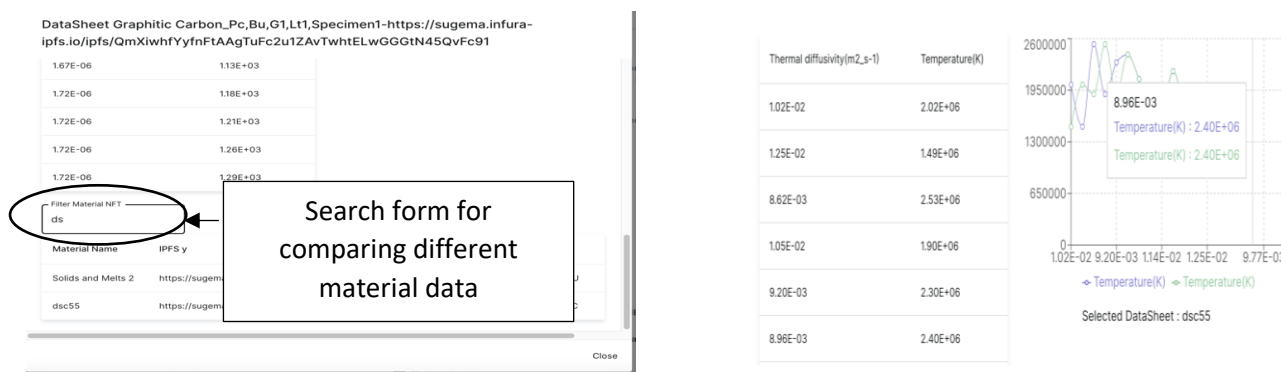 DataSheet Graphitic Carbon_Pc,Bu,G1,Lt1,Specimen1-https://sugema.infura-
ipfs.io/ipfs/QmXiwhfYyfnFtAAgTuFc2u1ZAvTwhtELwGGGtN45QvFc91
1.67E-06 1.13E+03
1.72E-06 1.18E+03
1.72E-06 1.21E+03
1.72E-06 1.26E+03
1.72E-06 1.29E+03
Filter Material NFT
ds
Material Name IPFS y
Solids and Melts 2 https://sugem
dsc55 https://sugem
Search form for
comparing different
material data
Close
Thermal diffusivity(m2_s-1) Temperature(K)
1.02E-02 2.02E+06
1.25E-02 1.49E+06
8.62E-03 2.53E+06
1.05E-02 1.90E+06
9.20E-03 2.30E+06
8.96E-03 2.40E+06
2600000
1950000
1300000
650000
0
8.96E-03
Temperature(K) : 2.40E+06
Temperature(K) : 2.40E+06
1.02E-02 9.20E-03 1.14E-02 1.25E-02 9.77E-03
Temperature(K) Temperature(K)
Selected DataSheet : dsc55